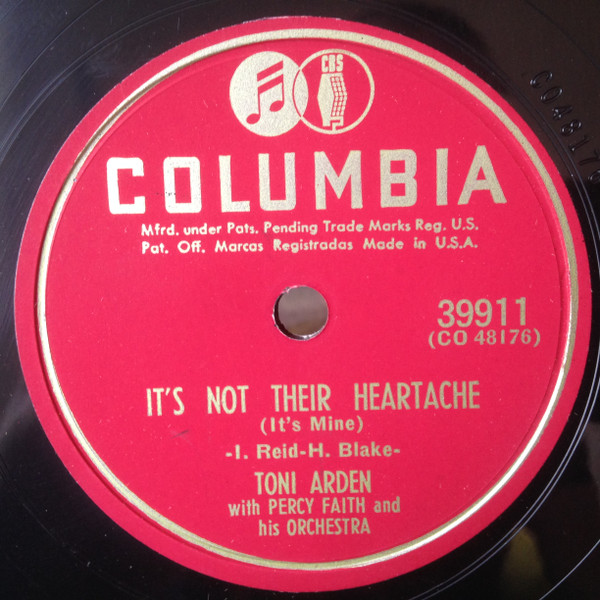 CBS
COLUMBIA
Mfrd. under Pats. Pending Trade Marks Reg. U.S.
Pat. Off. Marcas Registradas Made in U.S.A.
39911
(CO 48176)
IT'S NOT THEIR HEARTACHE
(It's Mine)
-I. Reid-H. Blake-
TONI ARDEN
with PERCY FAITH and
his ORCHESTRA
CO48176